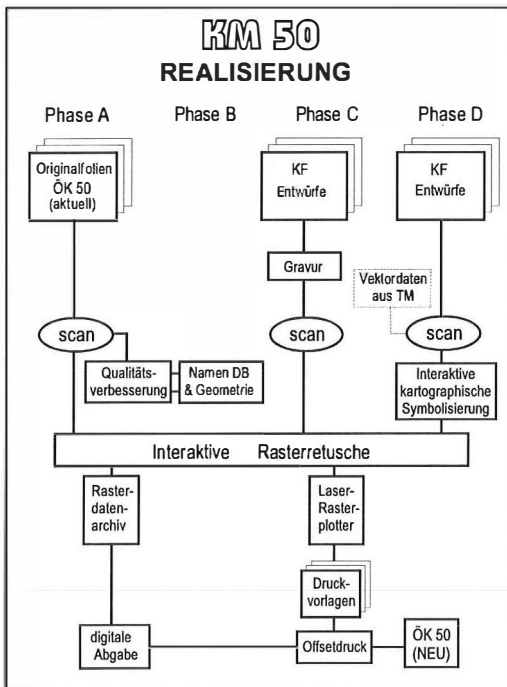 KM 50
REALISIERUNG
Phase A
Phase B
Phase C
Phase D
Originalfolien
ÖK 50
(aktuell)
KF
Entwürfe
KF
Entwürfe
Gravur
Vektordaten
aus TM
scan
scan
scan
Qualitäts-
verbesserung
Namen DB
& Geometrie
Interaktive
kartographische
Symbolisierung
Interaktive Rasterretusche
Raster-
daten-
archiv
Laser-
Raster-
plotter
Druck-
vorlagen
digitale
Abgabe
Offsetdruck
ÖK 50
(NEU)